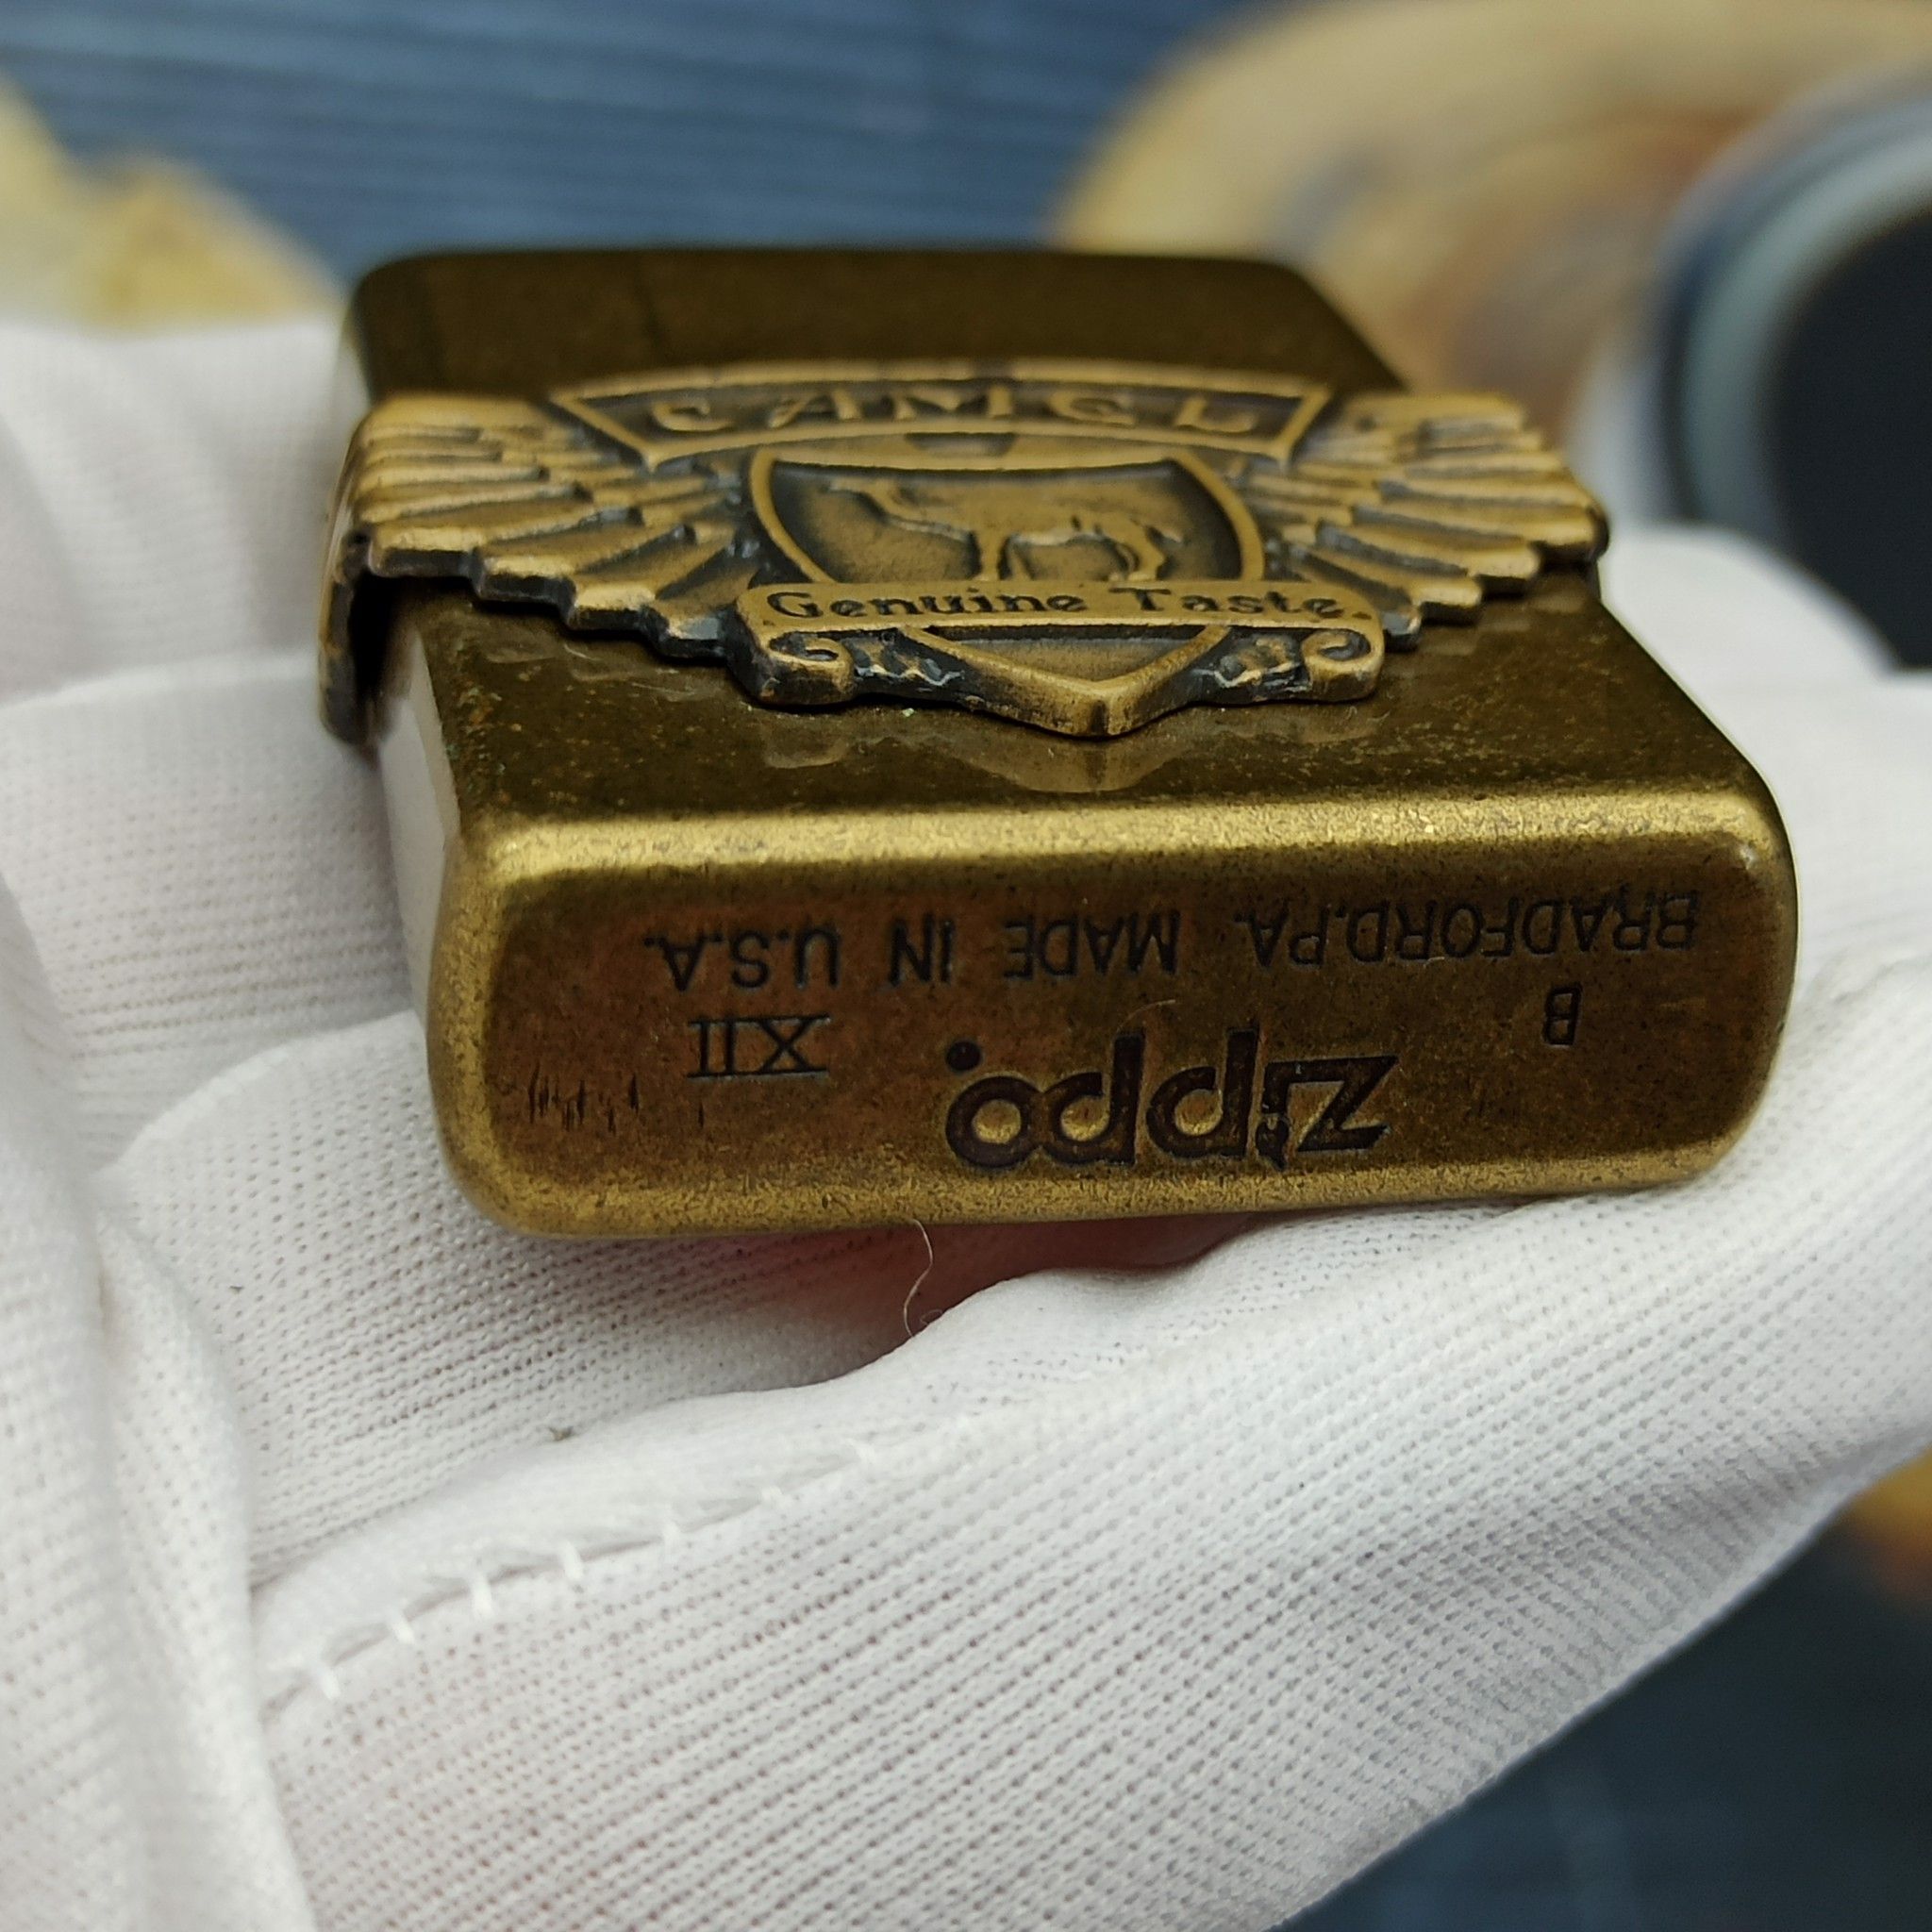 CAMEL
Genuine Taste
B zippo. XII
BRADFORD,PA. MADE IN U.S.A.